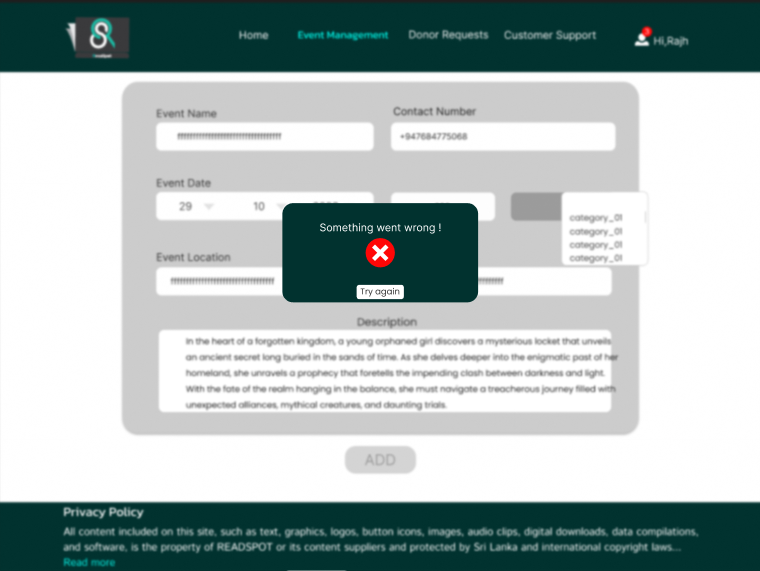 Home Event Management Donor Requests Customer Support Hi,Rajh
Event Name Contact Number
+947684775068
Event Date
29 10
category_01
category_01
category_01
category_01
Something went wrong !
Try again
Event Location
Description
In the heart of a forgotten kingdom, a young orphaned girl discovers a mysterious locket that unveils
an ancient secret long buried in the sands of time. As she delves deeper into the enigmatic past of her
homeland, she unravels a prophecy that foretells the impending clash between darkness and light.
With the fate of the realm hanging in the balance, she must navigate a treacherous journey filled with
unexpected alliances, mythical creatures, and daunting trials.
ADD
Privacy Policy
All content included on this site, such as text, graphics, logos, button icons, images, audio clips, digital downloads, data compilations,
and software, is the property of READSPOT or its content suppliers and protected by Sri Lanka and international copyright laws...
Read more